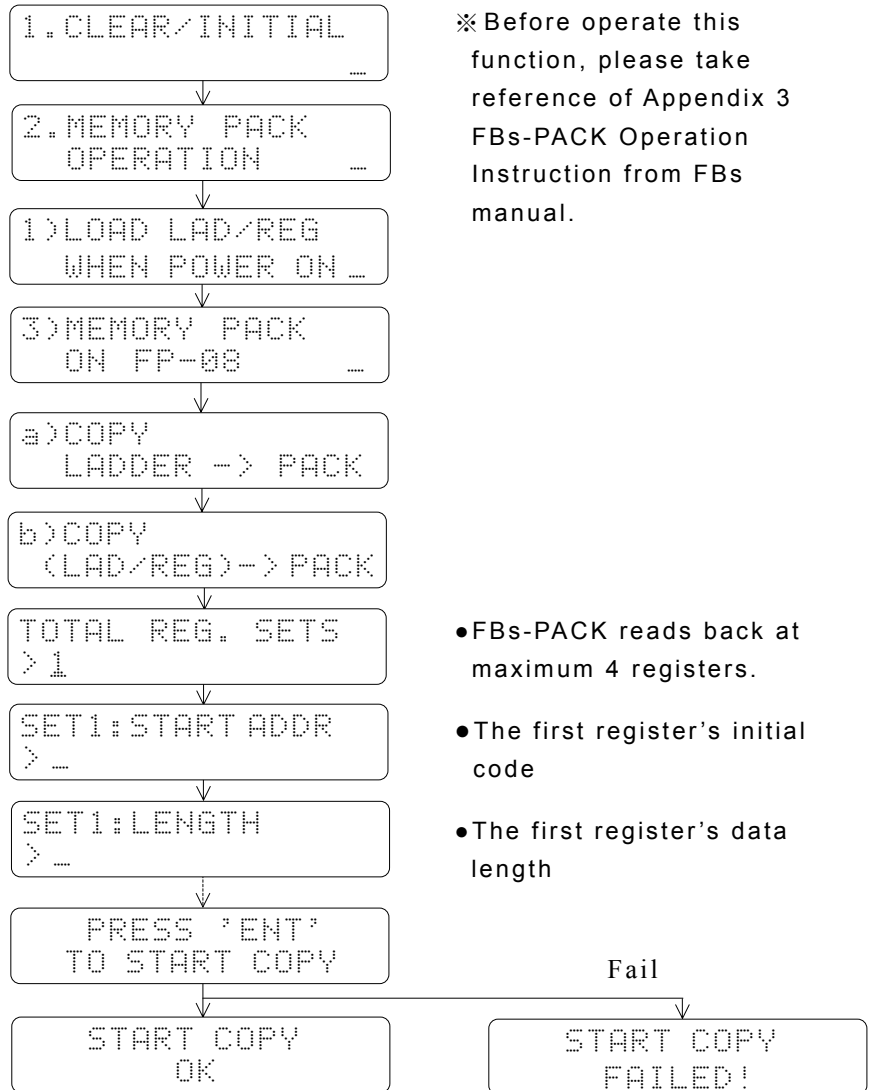 1.CLEAR/INITIAL
_
※Before operate this
function, please take
reference of Appendix 3
FBs-PACK Operation
Instruction from FBs
manual.
2.MEMORY PACK
OPERATION _
1)LOAD LAD/REG
WHEN POWER ON _
3)MEMORY PACK
ON FP-08 _
a)COPY
LADDER -> PACK
b)COPY
(LAD/REG)->PACK
TOTAL REG. SETS
>1
●FBs-PACK reads back at
maximum 4 registers.
SET1:START ADDR
>_
●The first register’s initial
code
SET1:LENGTH
>_
●The first register’s data
length
PRESS 'ENT'
TO START COPY
Fail
START COPY
OK
START COPY
FAILED!